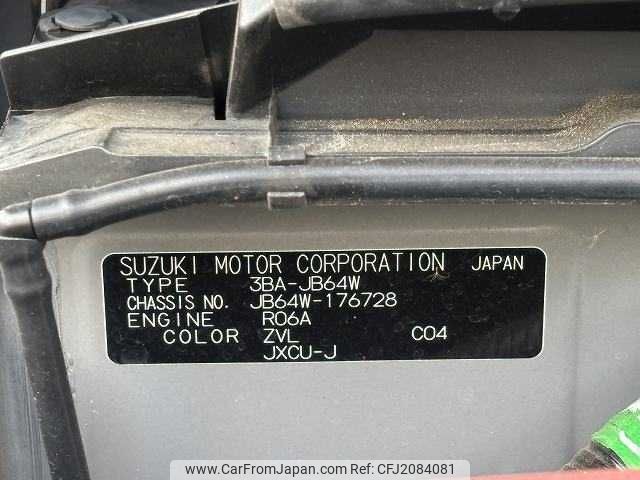 SUZUKI MOTOR CORPORATION JAPAN
TYPE 3BA-JB64W
CHASSIS NO. JB64W-176728
ENGINE R06A
COLOR ZVL C04
JXCU-J
www.CarFromJapan.com Ref: CFJ2084081